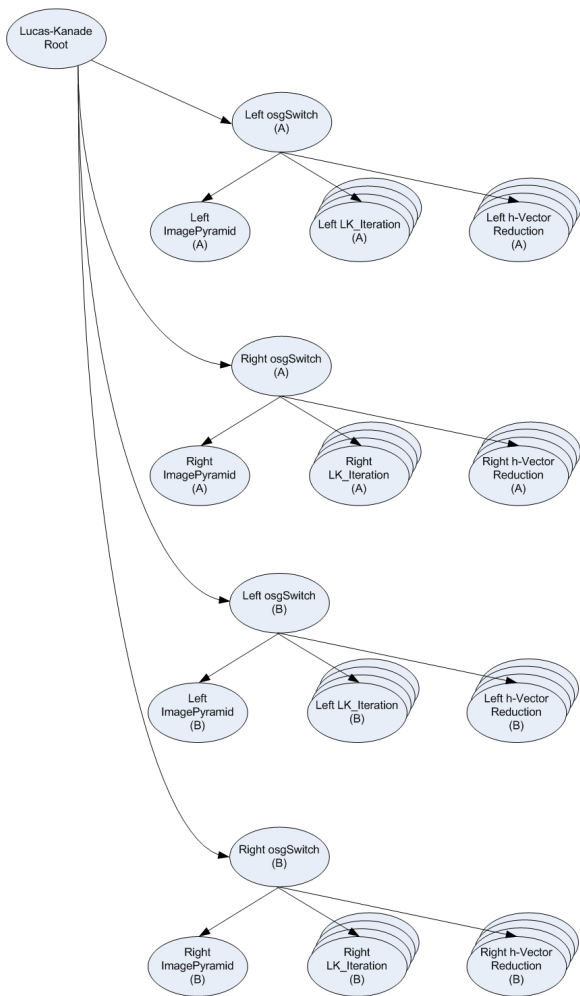 Lucas-Kanade
Root
Left osgSwitch
(A)
Left
ImagePyramid
(A)
Left LK_Iteration
(A)
Left h-Vector
Reduction
(A)
Right osgSwitch
(A)
Right
ImagePyramid
(A)
Right
LK_Iteration
(A)
Right h-Vector
Reduction
(A)
Left osgSwitch
(B)
Left
ImagePyramid
(B)
Left LK_Iteration
(B)
Left h-Vector
Reduction
(B)
Right osgSwitch
(B)
Right
ImagePyramid
(B)
Right
LK_Iteration
(B)
Right h-Vector
Reduction
(B)